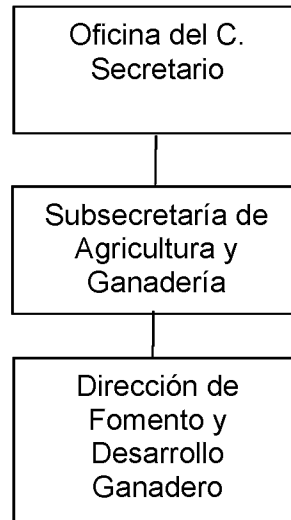 Oficina del C.
Secretario
Subsecretaría de
Agricultura y
Ganadería
Dirección de
Fomento y
Desarrollo
Ganadero